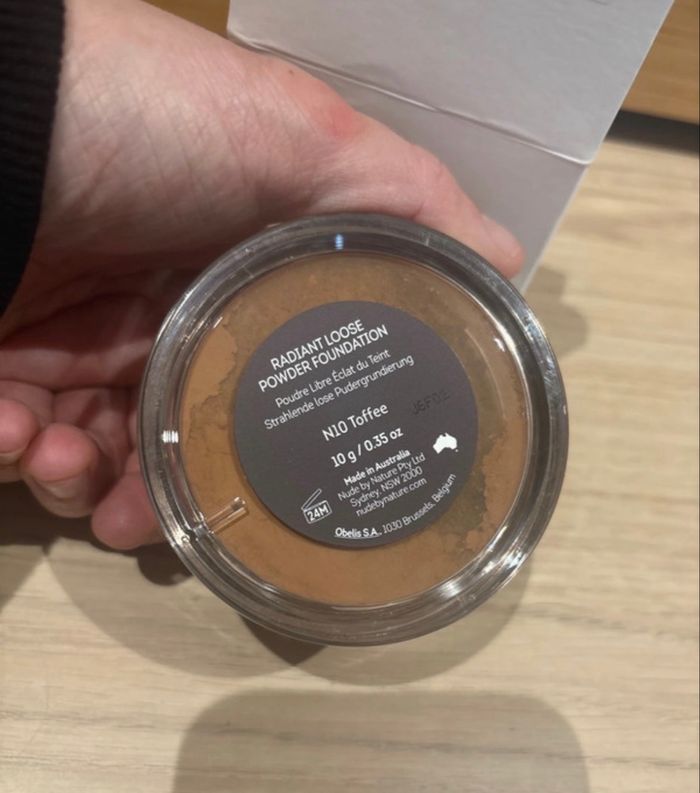 RADIANT LOOSE
POWDER FOUNDATION
Poudre Libre Éclat du Teint
Strahlende lose Pudergrundierung
N10 Toffee
10 g / 0.35 oz
Made in Australia
Nude by Nature Pty Ltd
Sydney, NSW 2000
nudebynature.com
24M
Obelis S.A., 1030 Brussels, Belgium